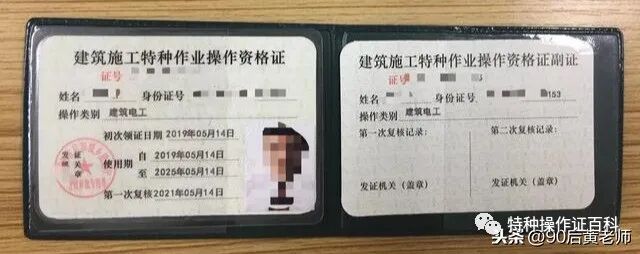 建筑施工特种作业操作资格证
证号
姓名 身份证号
操作类别 建筑电工
初次领证日期 2019年05月14日
发证机关章
使用期
自 2019年05月14日
至 2025年05月14日
第一次复核 2021年05月14日
建筑施工特种作业操作资格证副证
证号
姓名 身份证号 153
操作类别 建筑电工
第一次复核记录: 第二次复核记录:
发证机关(盖章) 发证机关(盖章)
特种操作证百科
头条@90后黄老师